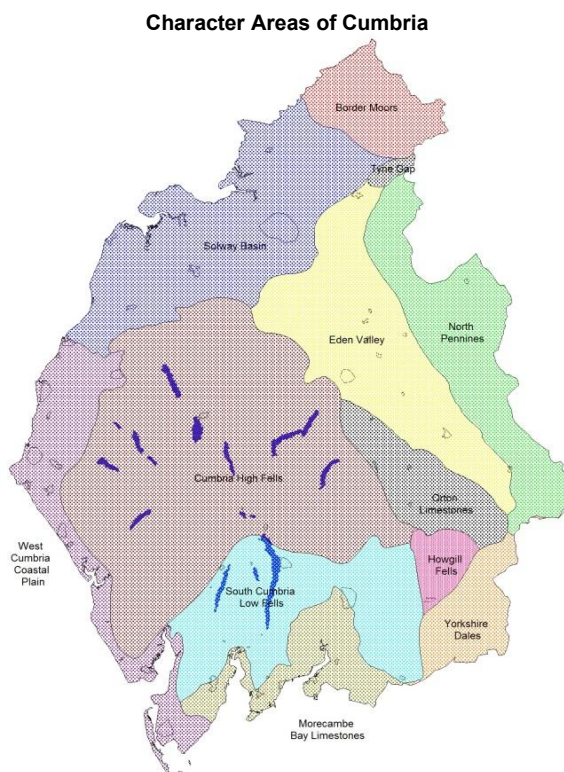 Character Areas of Cumbria
Border Moors
Tyne Gap
Solway Basin
North
Pennines
Eden Valley
Cumbria High Fells
Orton
Limestones
West
Cumbria
Coastal
Plain
Howgill
Fells
South Cumbria
Low Fells
Yorkshire
Dales
Morecambe
Bay Limestones